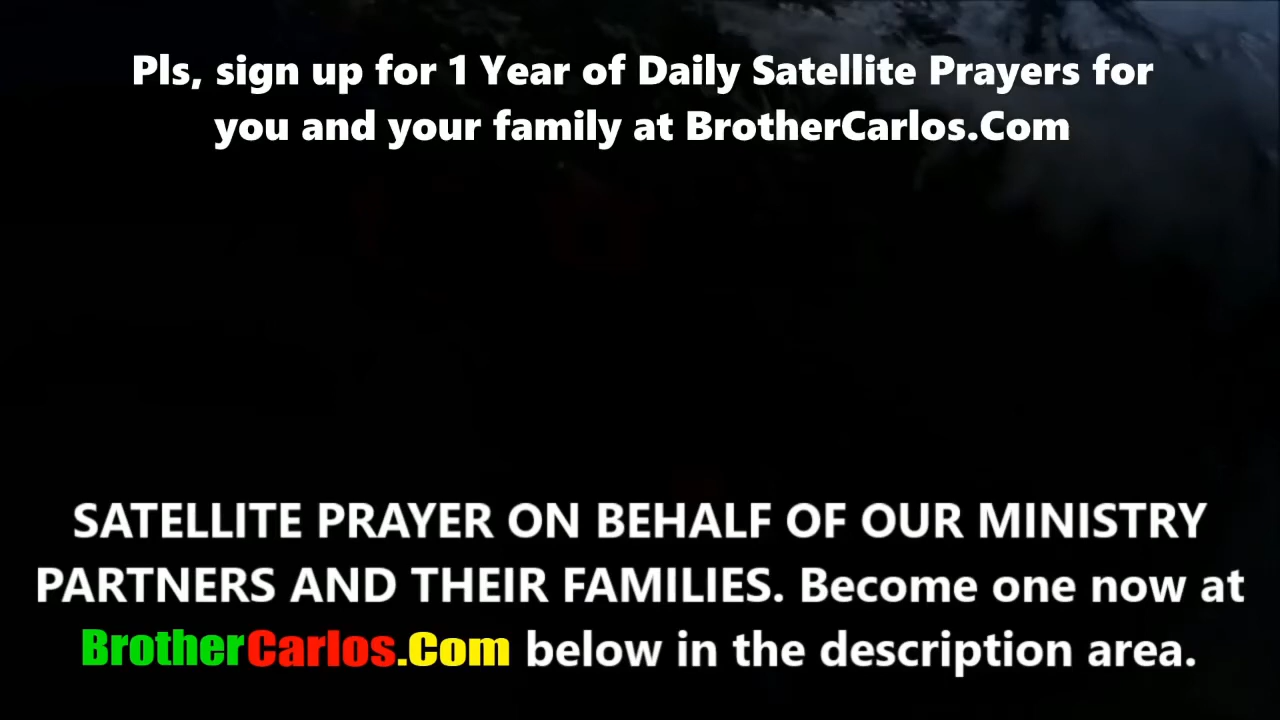 Pls, sign up for 1 Year of Daily Satellite Prayers for
you and your family at BrotherCarlos.Com
SATELLITE PRAYER ON BEHALF OF OUR MINISTRY
PARTNERS AND THEIR FAMILIES. Become one now at
BrotherCarlos.Com below in the description area.